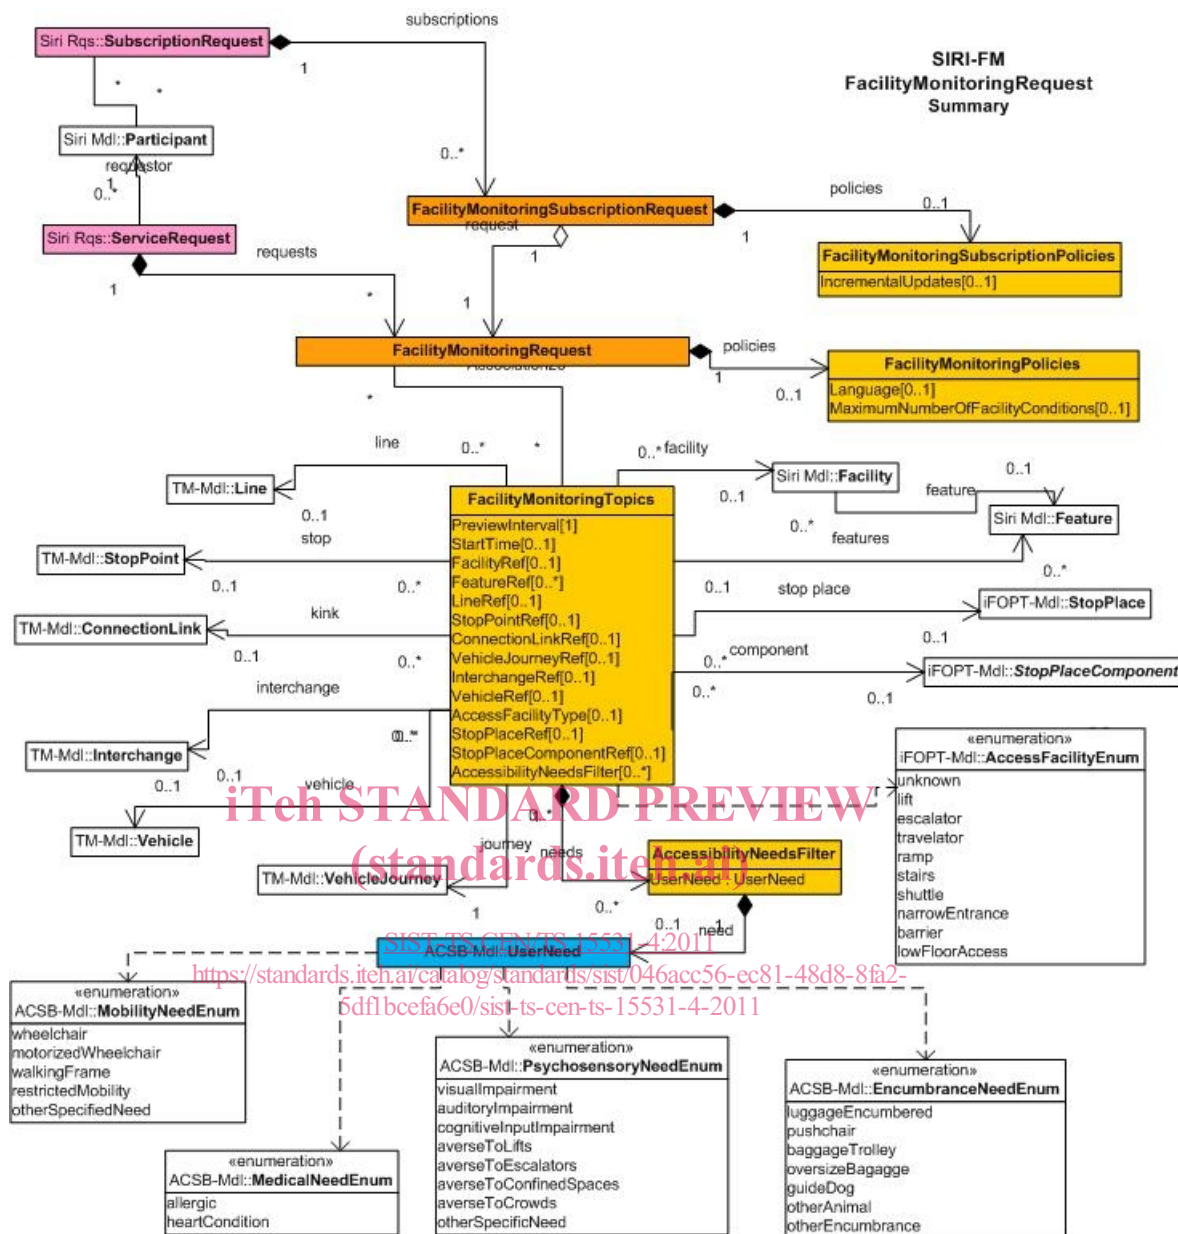 subscriptions
Siri Rqs::SubscriptionRequest
1
SIRI-FM
FacilityMonitoringRequest
Summary
*
*
Siri Mdl::Participant
requestor
1
0..*
0..*
policies
0..1
FacilityMonitoringSubscriptionRequest
request
1
1
Siri Rqs::ServiceRequest
requests
1
FacilityMonitoringSubscriptionPolicies
IncrementalUpdates[0..1]
*
1
FacilityMonitoringRequest
policies
1
0..1
FacilityMonitoringPolicies
Language[0..1]
MaximumNumberOfFacilityConditions[0..1]
*
line
0..*
*
0..*
facility
0..1
TM-Mdl::Line
Siri Mdl::Facility
0..1
feature
FacilityMonitoringTopics
PreviewInterval[1]
StartTime[0..1]
FacilityRef[0..1]
FeatureRef[0..*]
LineRef[0..1]
StopPointRef[0..1]
ConnectionLinkRef[0..1]
VehicleJourneyRef[0..1]
InterchangeRef[0..1]
VehicleRef[0..1]
AccessFacilityType[0..1]
StopPlaceRef[0..1]
StopPlaceComponentRef[0..1]
AccessibilityNeedsFilter[0..*]
0..1
stop
0..*
features
Siri Mdl::Feature
TM-Mdl::StopPoint
0..1
0..*
0..1
stop place
0..*
kink
iFOPT-Mdl::StopPlace
TM-Mdl::ConnectionLink
0..1
0..*
0..*
component
0..1
iFOPT-Mdl::StopPlaceComponent
interchange
0..*
0..1
TM-Mdl::Interchange
0..*
0..1
0..1
vehicle
TM-Mdl::Vehicle
«enumeration»
iFOPT-Mdl::AccessFacilityEnum
unknown
lift
escalator
travelator
ramp
stairs
shuttle
narrowEntrance
barrier
lowFloorAccess
iTeh STANDARD PREVIEW
(standards.iteh.ai)
journey
needs
AccessibilityNeedsFilter
UserNeed : UserNeed
TM-Mdl::VehicleJourney
1
0..*
0..1
1
need
SIST-TS CEN/TS 15531-4:2011
ACSB-Mdl::UserNeed
https://standards.iteh.ai/catalog/standards/sist/046acc56-ec81-48d8-8fa2-
5df1bcefa6e0/sist-ts-cen-ts-15531-4-2011
«enumeration»
ACSB-Mdl::MobilityNeedEnum
wheelchair
motorizedWheelchair
walkingFrame
restrictedMobility
otherSpecifiedNeed
«enumeration»
ACSB-Mdl::MedicalNeedEnum
allergic
heartCondition
«enumeration»
ACSB-Mdl::PsychosensoryNeedEnum
visualImpairment
auditoryImpairment
cognitiveInputImpairment
averseToLifts
averseToEscalators
averseToConfinedSpaces
averseToCrowds
otherSpecificNeed
«enumeration»
ACSB-Mdl::EncumbranceNeedEnum
luggageEncumbered
pushchair
baggageTrolley
oversizeBagagge
guideDog
otherAnimal
otherEncumbrance